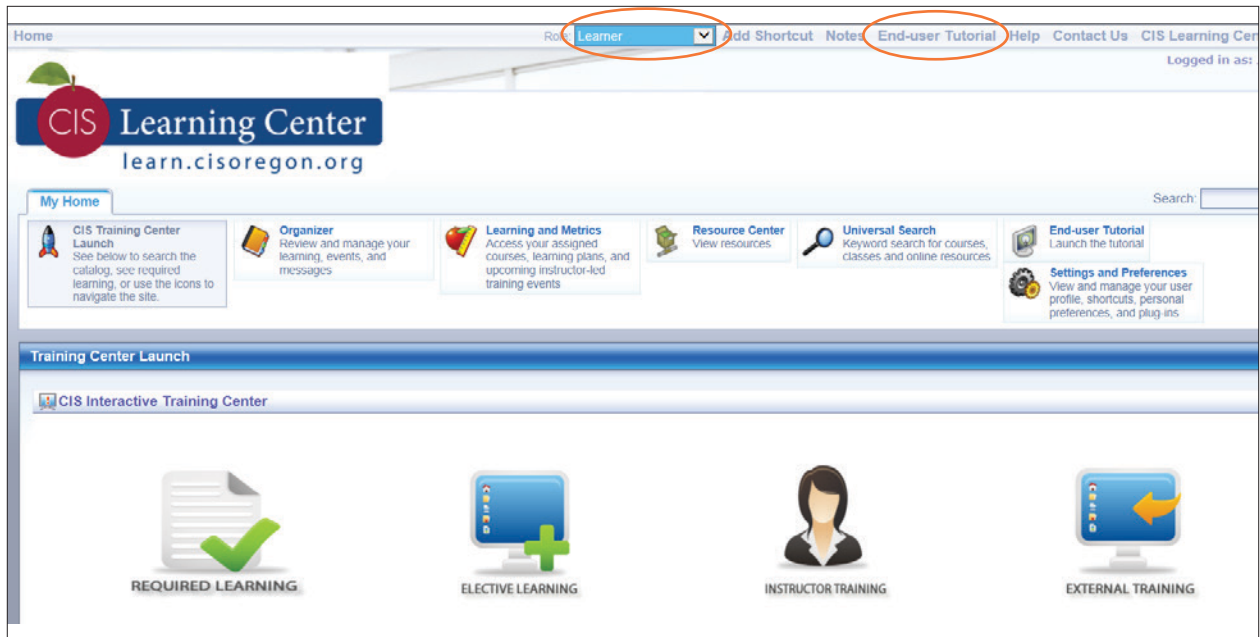 Home Role: Learner Add Shortcut Notes End-user Tutorial Help Contact Us CIS Learning Cen
Logged in as:
CIS Learning Center
learn.cisoregon.org
My Home
Search:
CIS Training Center
Launch
See below to search the
catalog, see required
learning, or use the icons to
navigate the site.
Organizer
Review and manage your
learning, events, and
messages
Learning and Metrics
Access your assigned
courses, learning plans, and
upcoming instructor-led
training events
Resource Center
View resources
Universal Search
Keyword search for courses,
classes and online resources
End-user Tutorial
Launch the tutorial
Settings and Preferences
View and manage your user
profile, shortcuts, personal
preferences, and plug-ins
Training Center Launch
CIS Interactive Training Center
REQUIRED LEARNING
ELECTIVE LEARNING
INSTRUCTOR TRAINING
EXTERNAL TRAINING